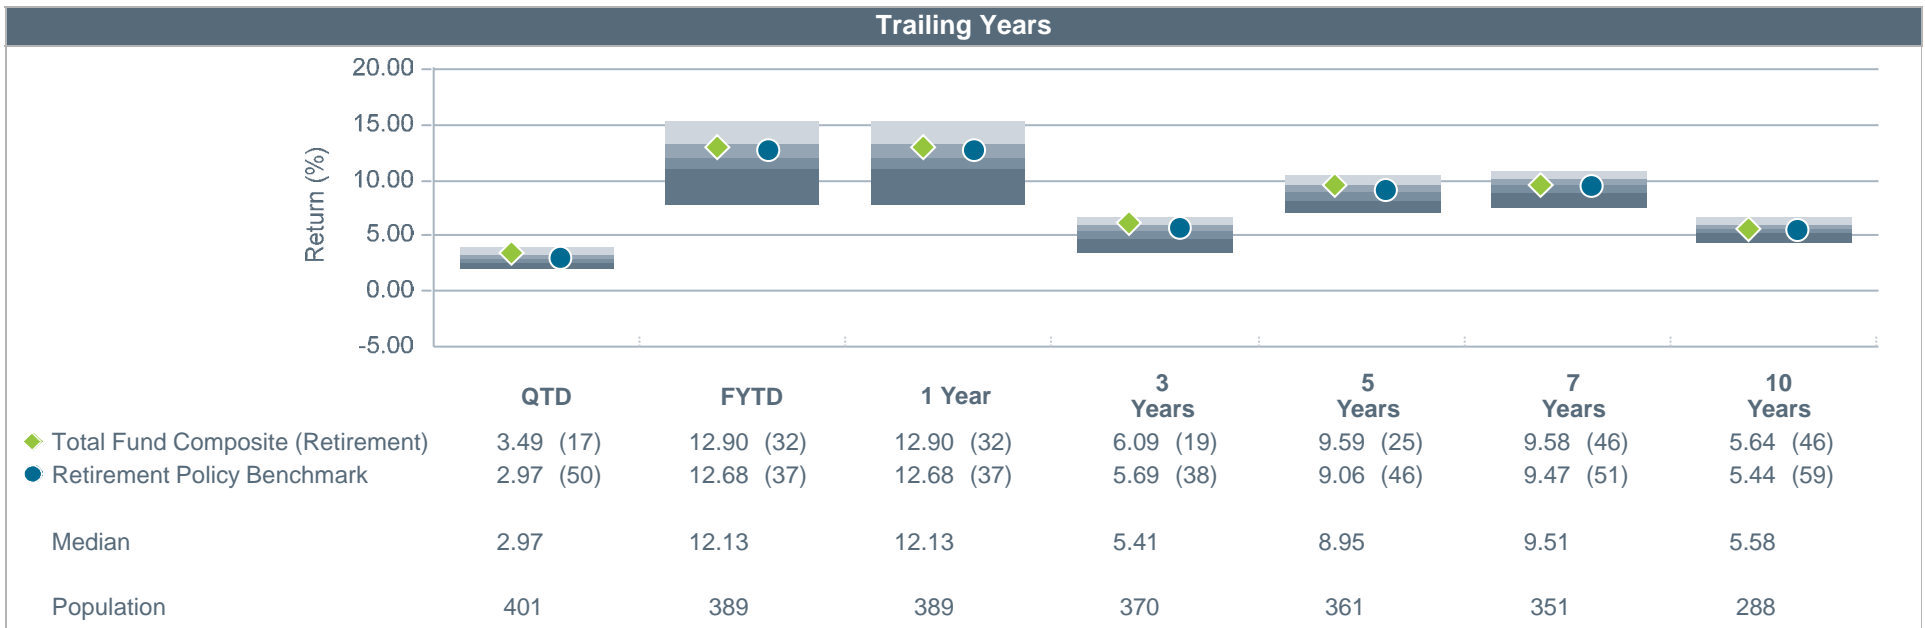 Trailing Years
20.00
15.00
10.00
5.00
0.00
-5.00
Return (%)
QTD FYTD 1 Year 3 Years 5 Years 7 Years 10 Years
Total Fund Composite (Retirement) 3.49 (17) 12.90 (32) 12.90 (32) 6.09 (19) 9.59 (25) 9.58 (46) 5.64 (46)
Retirement Policy Benchmark 2.97 (50) 12.68 (37) 12.68 (37) 5.69 (38) 9.06 (46) 9.47 (51) 5.44 (59)
Median 2.97 12.13 12.13 5.41 8.95 9.51 5.58
Population 401 389 389 370 361 351 288